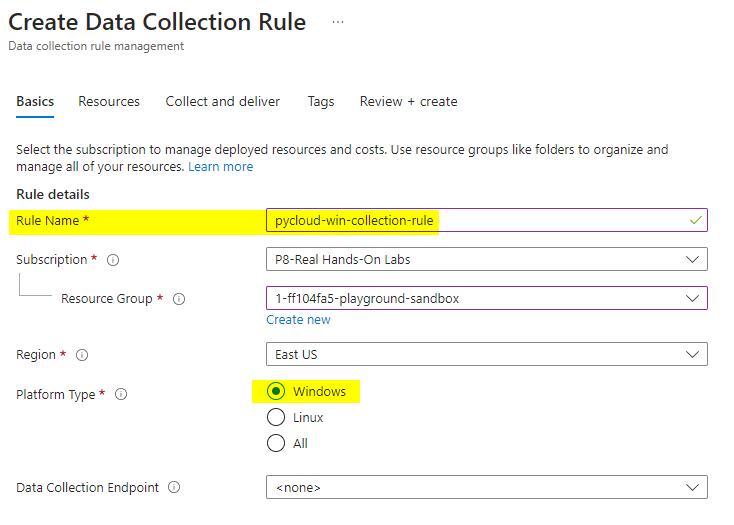 Create Data Collection Rule ...
Data collection rule management
Basics Resources Collect and deliver Tags Review + create
Select the subscription to manage deployed resources and costs. Use resource groups like folders to organize and
manage all of your resources. Learn more
Rule details
Rule Name * pycloud-win-collection-rule
Subscription * P8-Real Hands-On Labs
Resource Group * 1-ff104fa5-playground-sandbox
Create new
Region * East US
Platform Type * Windows
Linux
All
Data Collection Endpoint <none>